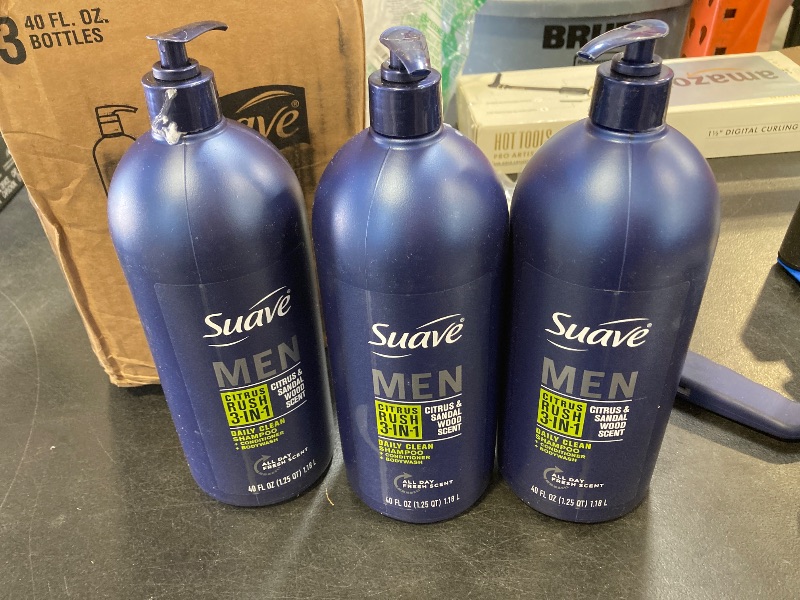 3 40 FL. OZ.
BOTTLES
Suave
BRU
amazo
HOT TOOLS
PRO ARTIS
1½" DIGITAL CURLING
Suave®
MEN
CITRUS
RUSH
3-IN-1
CITRUS &
SANDAL
WOOD
SCENT
DAILY CLEAN
SHAMPOO
+ CONDITIONER
+ BODYWASH
ALL DAY
FRESH SCENT
40 FL OZ (1.25 QT) 1.18 L
Suave®
MEN
CITRUS
RUSH
3-IN-1
CITRUS &
SANDAL
WOOD
SCENT
DAILY CLEAN
SHAMPOO
+ CONDITIONER
+ BODYWASH
ALL DAY
FRESH SCENT
40 FL OZ (1.25 QT) 1.18 L
Suave®
MEN
CITRUS
RUSH
3-IN-1
CITRUS &
SANDAL
WOOD
SCENT
DAILY CLEAN
SHAMPOO
+ CONDITIONER
+ BODYWASH
ALL DAY
FRESH SCENT
40 FL OZ (1.25 QT) 1.18 L